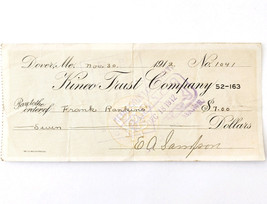 Dover, Me. Nov. 30. 1912 No. 1041
Kineo Trust Company 52-163
Pay to the order of Frank Rankins $ 7.00
Seven Dollars
E A Sampson